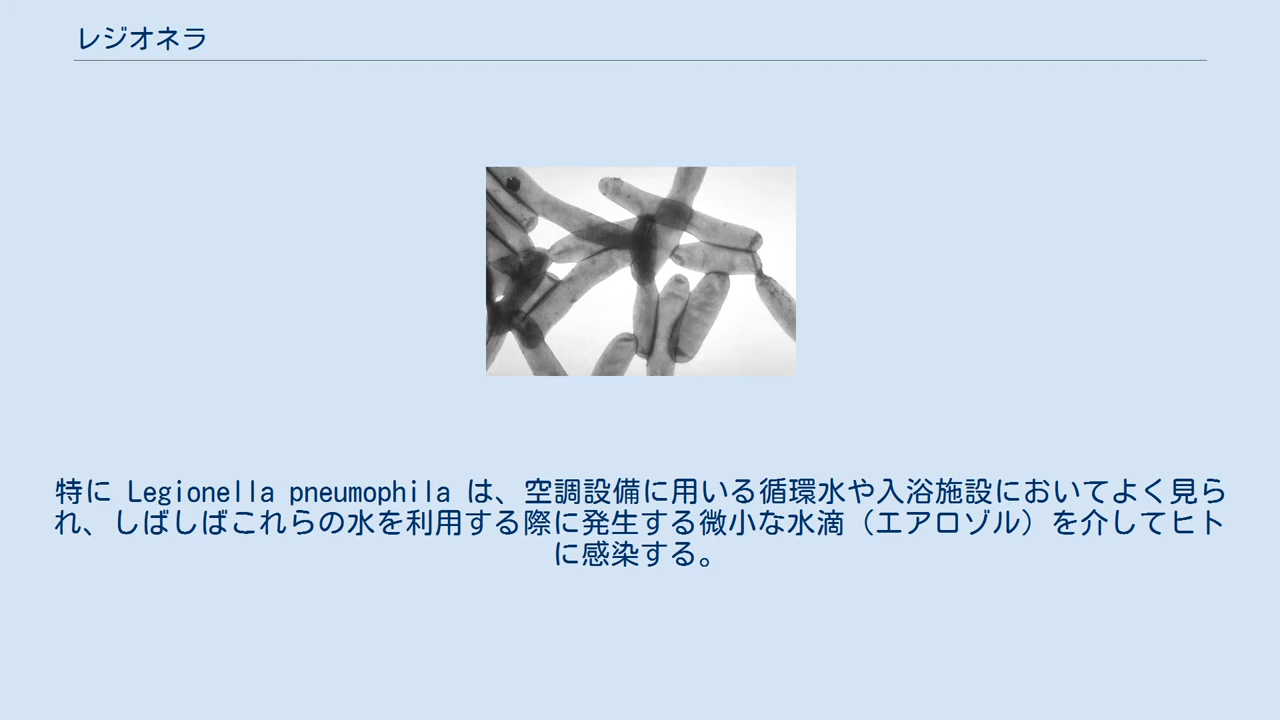 レジオネラ
特に Legionella pneumophila は、空調設備に用いる循環水や入浴施設においてよく見ら
れ、しばしばこれらの水を利用する際に発生する微小な水滴（エアロゾル）を介してヒト
に感染する。